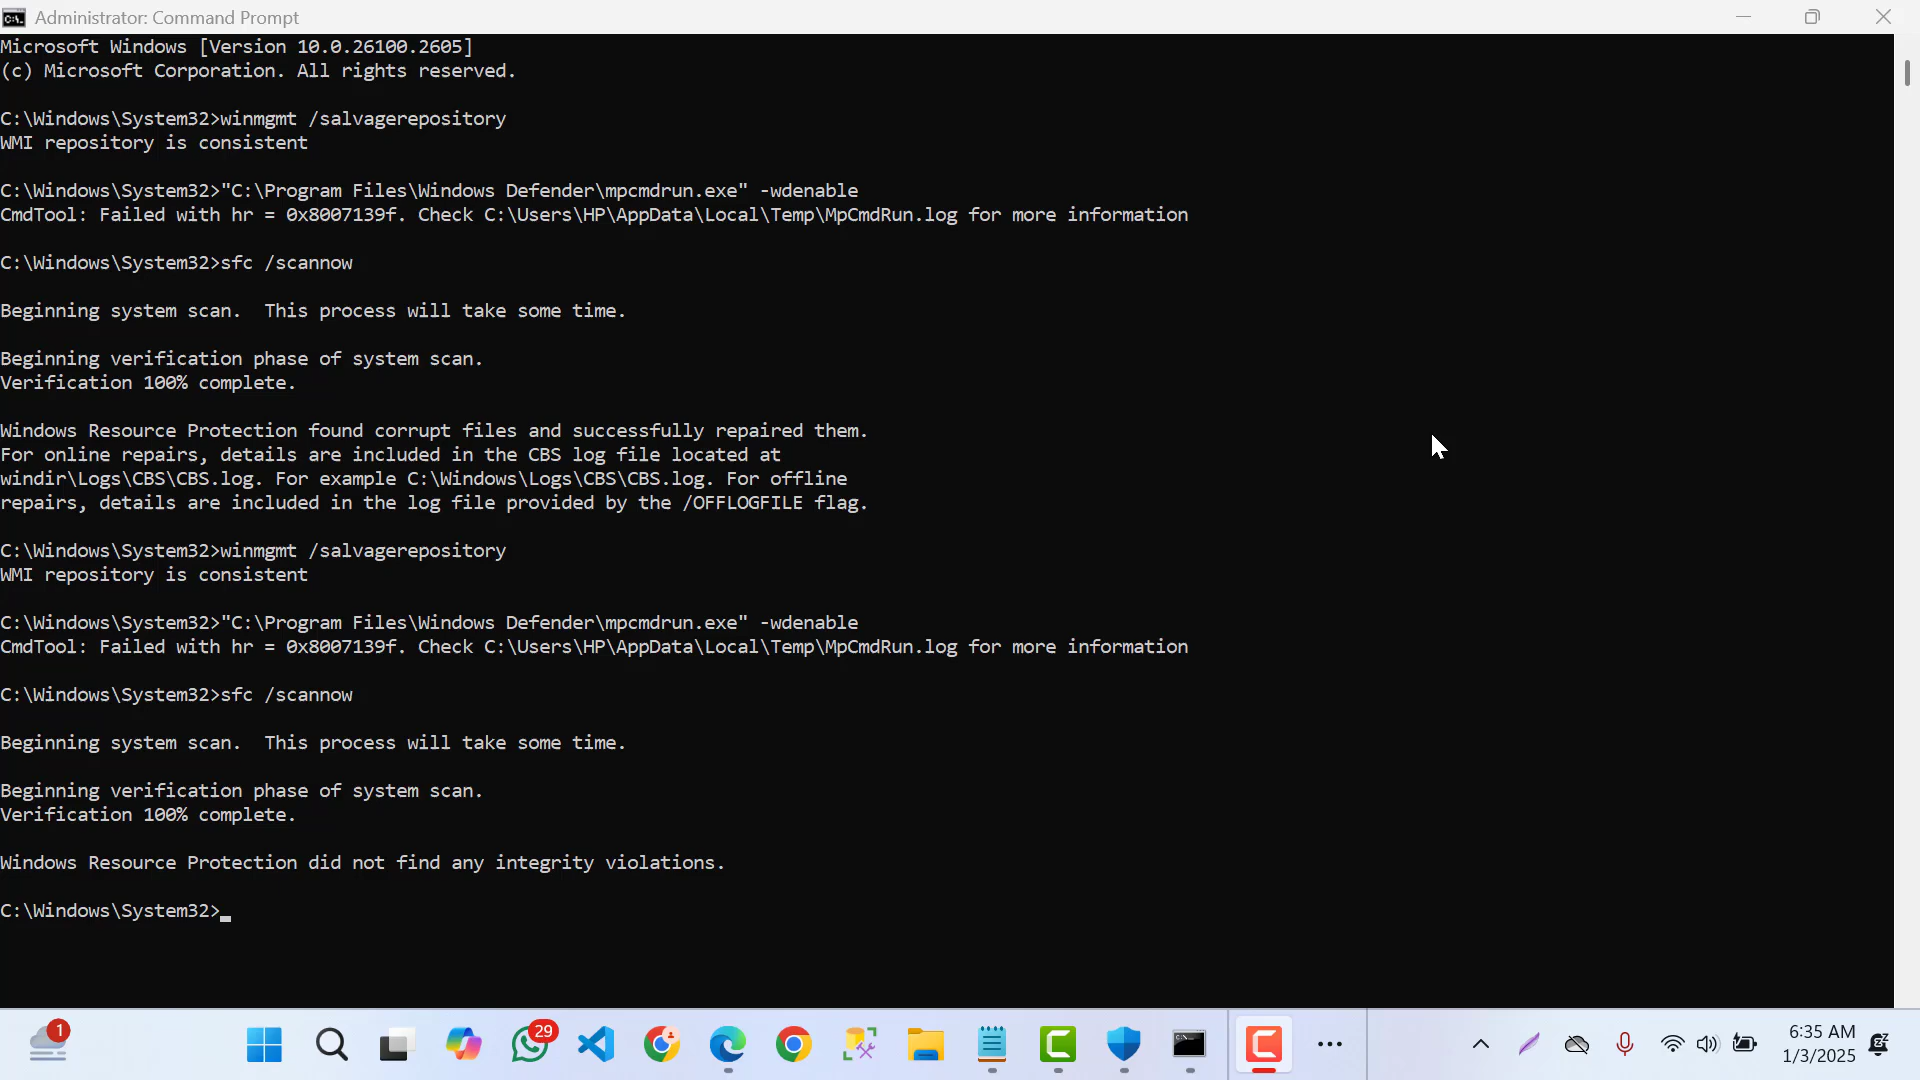 Administrator: Command Prompt
Microsoft Windows [Version 10.0.26100.2605]
(c) Microsoft Corporation. All rights reserved.
C:\Windows\System32>winmgmt /salvagerepository
WMI repository is consistent
C:\Windows\System32>"C:\Program Files\Windows Defender\mpcmdrun.exe" -wdenable
CmdTool: Failed with hr = 0x8007139f. Check C:\Users\HP\AppData\Local\Temp\MpCmdRun.log for more information
C:\Windows\System32>sfc /scannow
Beginning system scan.  This process will take some time.
Beginning verification phase of system scan.
Verification 100% complete.
Windows Resource Protection found corrupt files and successfully repaired them.
For online repairs, details are included in the CBS log file located at
windir\Logs\CBS\CBS.log. For example C:\Windows\Logs\CBS\CBS.log. For offline
repairs, details are included in the log file provided by the /OFFLOGFILE flag.
C:\Windows\System32>winmgmt /salvagerepository
WMI repository is consistent
C:\Windows\System32>"C:\Program Files\Windows Defender\mpcmdrun.exe" -wdenable
CmdTool: Failed with hr = 0x8007139f. Check C:\Users\HP\AppData\Local\Temp\MpCmdRun.log for more information
C:\Windows\System32>sfc /scannow
Beginning system scan.  This process will take some time.
Beginning verification phase of system scan.
Verification 100% complete.
Windows Resource Protection did not find any integrity violations.
C:\Windows\System32>
1
29
6:35 AM
1/3/2025